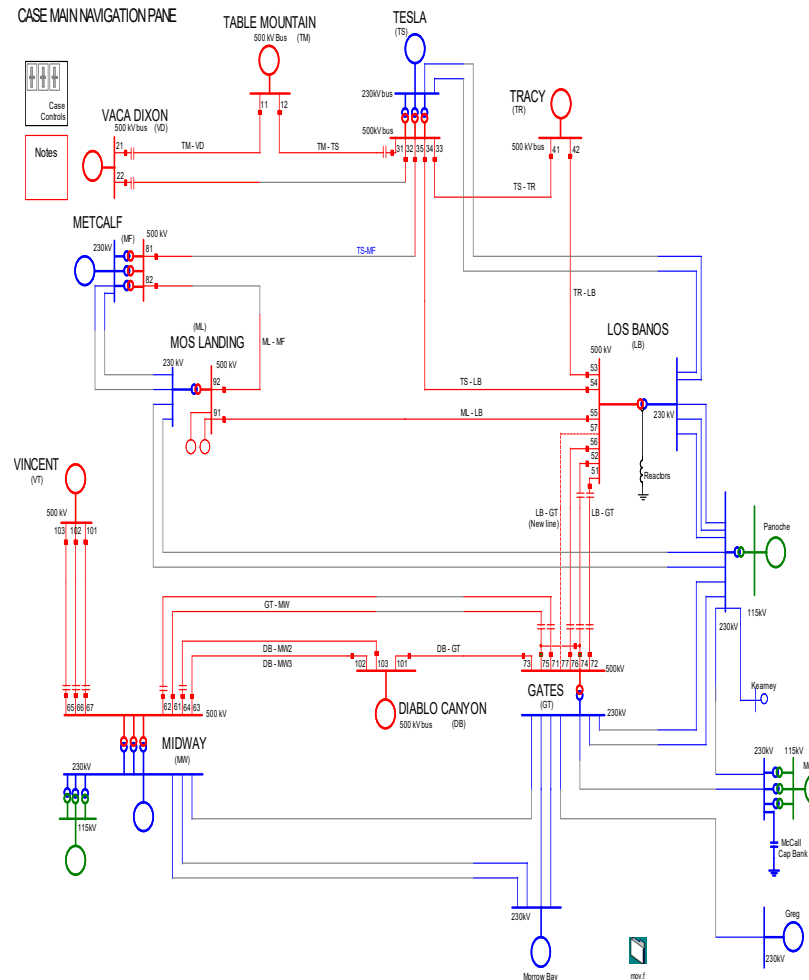 CASE MAIN NAVIGATION PANE
TABLE MOUNTAIN
500 kV Bus (TM)
TESLA
(TS)
Case
Controls
Notes
VACA DIXON
500 kV bus (VD)
11 12
230kV bus
500kV bus
TRACY
(TR)
500 kV bus
21
22
TM - VD
TM - TS
31 32 35 34 33
41 42
TS - TR
METCALF
(MF)
230kV
500 kV
81
82
TS-MF
TR - LB
(ML)
MOS LANDING
ML - MF
230 kV
500 kV
92
91
TS - LB
ML - LB
LOS BANOS
(LB)
500 kV
53
54
55
57
56
52
51
230 kV
Reactors
VINCENT
(VT)
500 kV
103 102 101
LB - GT
(New line)
LB - GT
Panoche
115kV
230kV
GT - MW
DB - MW2
DB - MW3
102 103 101
DB - GT
73 75 71 77 76 74 72
500kV
65 66 67
62 61 64 63
500 kV
DIABLO CANYON
500 kV bus (DB)
GATES
(GT)
230kV
Kearney
MIDWAY
(MW)
230kV
115kV
230kV 115kV
McCall
Cap Bank
230kV
Morrow Bay
Greg
230kV
mov.f